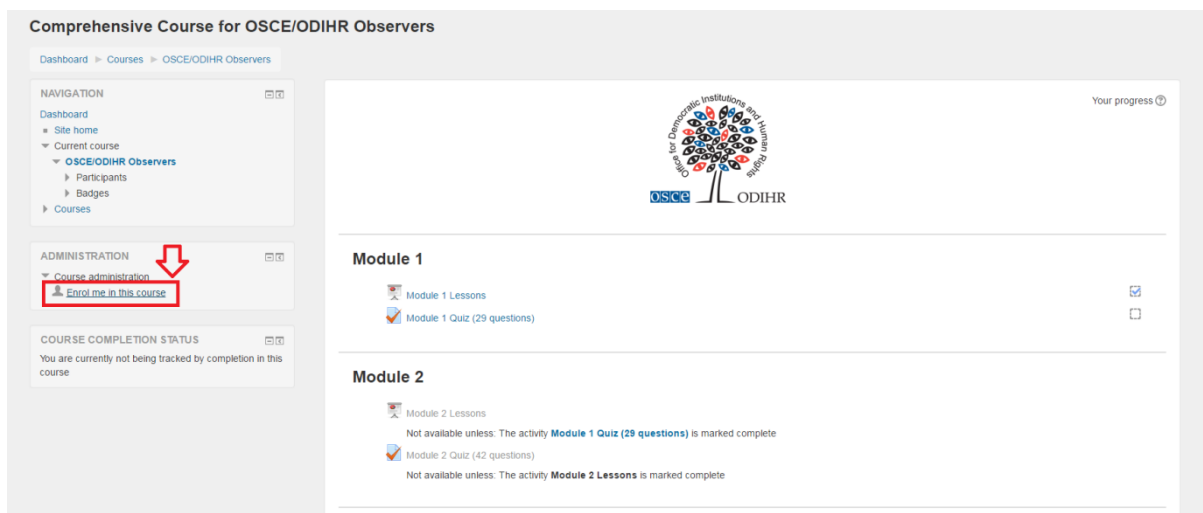 Comprehensive Course for OSCE/ODIHR Observers
Dashboard ► Courses ► OSCE/ODIHR Observers
NAVIGATION
Dashboard
Site home
Current course
OSCE/ODIHR Observers
Participants
Badges
Courses
ADMINISTRATION
Course administration
Enrol me in this course
COURSE COMPLETION STATUS
You are currently not being tracked by completion in this
course
Your progress
Office for Democratic Institutions and Human Rights
OSCE ODIHR
Module 1
Module 1 Lessons
Module 1 Quiz (29 questions)
Module 2
Module 2 Lessons
Not available unless: The activity Module 1 Quiz (29 questions) is marked complete
Module 2 Quiz (42 questions)
Not available unless: The activity Module 2 Lessons is marked complete